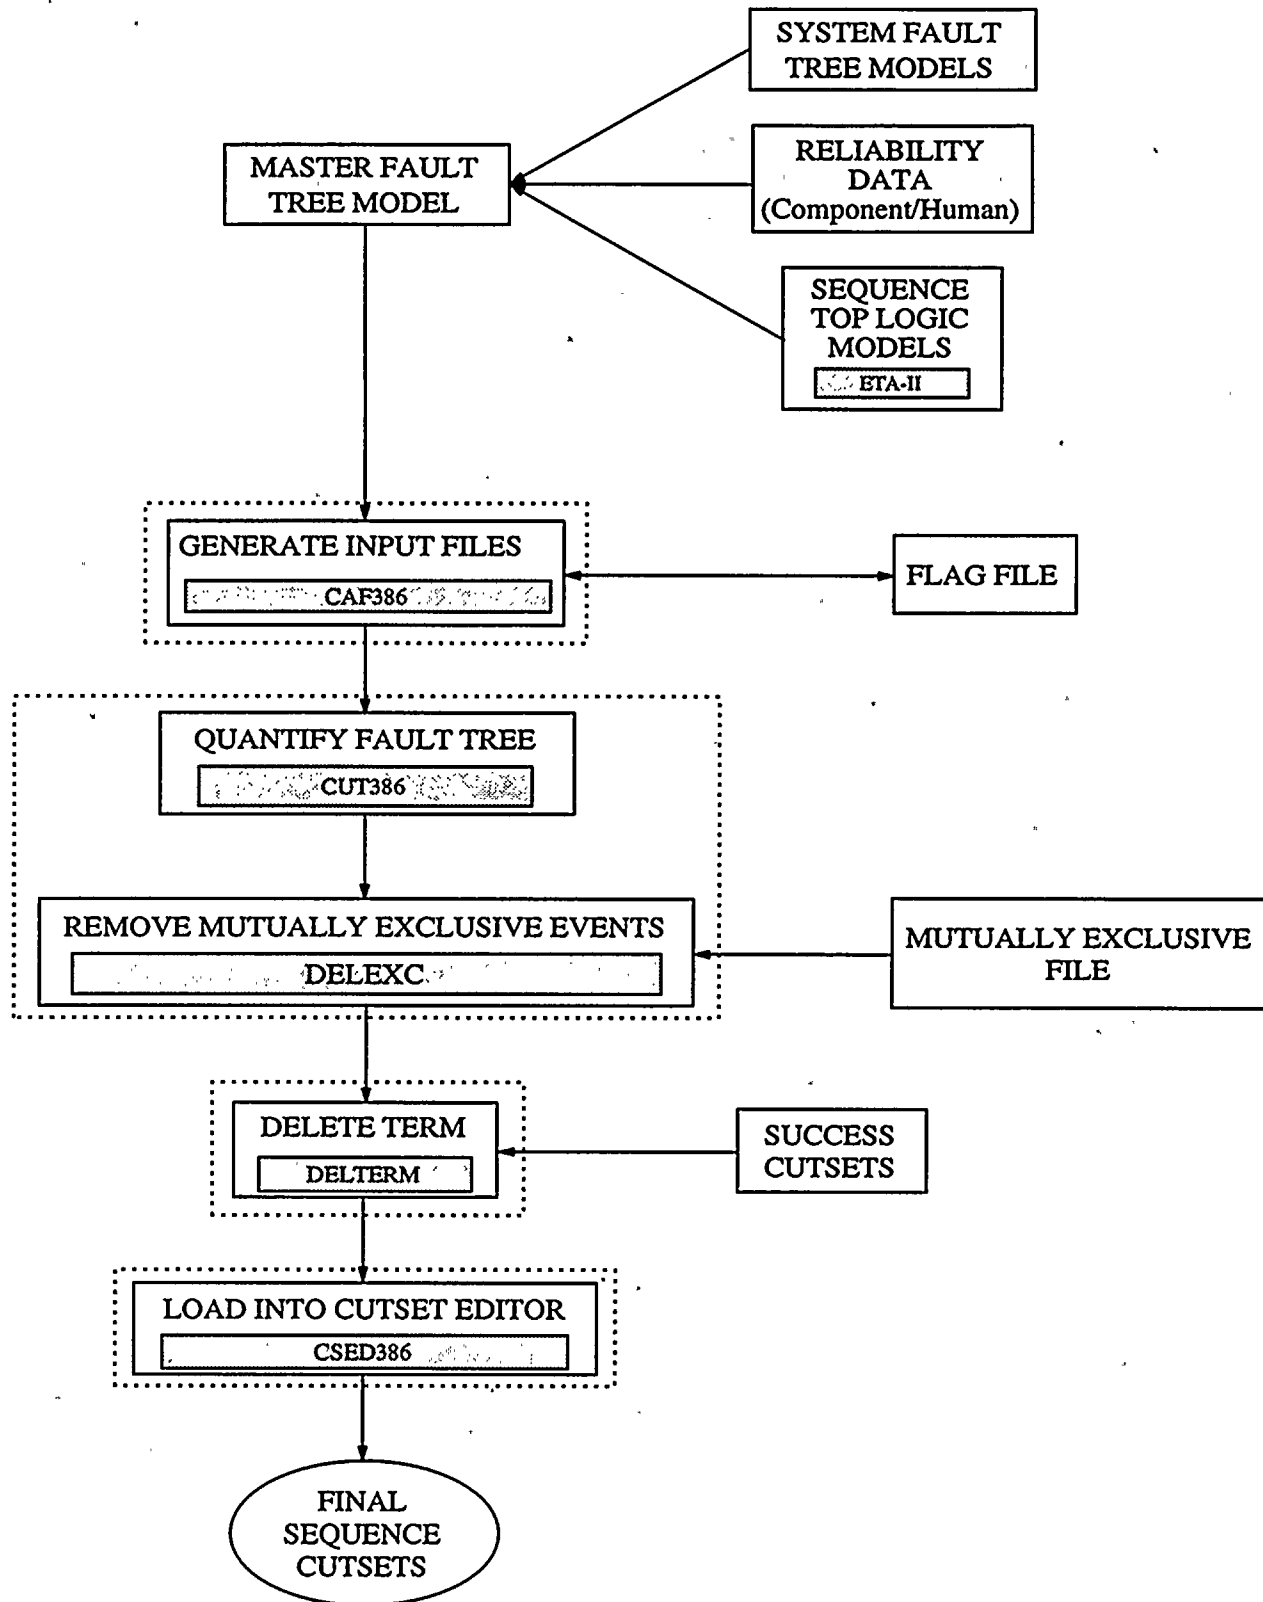 SYSTEM FAULT
TREE MODELS
MASTER FAULT
TREE MODEL
RELIABILITY
DATA
(Component/Human)
SEQUENCE
TOP LOGIC
MODELS
ETA-II
GENERATE INPUT FILES
CAF386
FLAG FILE
QUANTIFY FAULT TREE
CUT386
REMOVE MUTUALLY EXCLUSIVE EVENTS
DELEXC
MUTUALLY EXCLUSIVE
FILE
DELETE TERM
DELTERM
SUCCESS
CUTSETS
LOAD INTO CUTSET EDITOR
CSED386
FINAL
SEQUENCE
CUTSETS